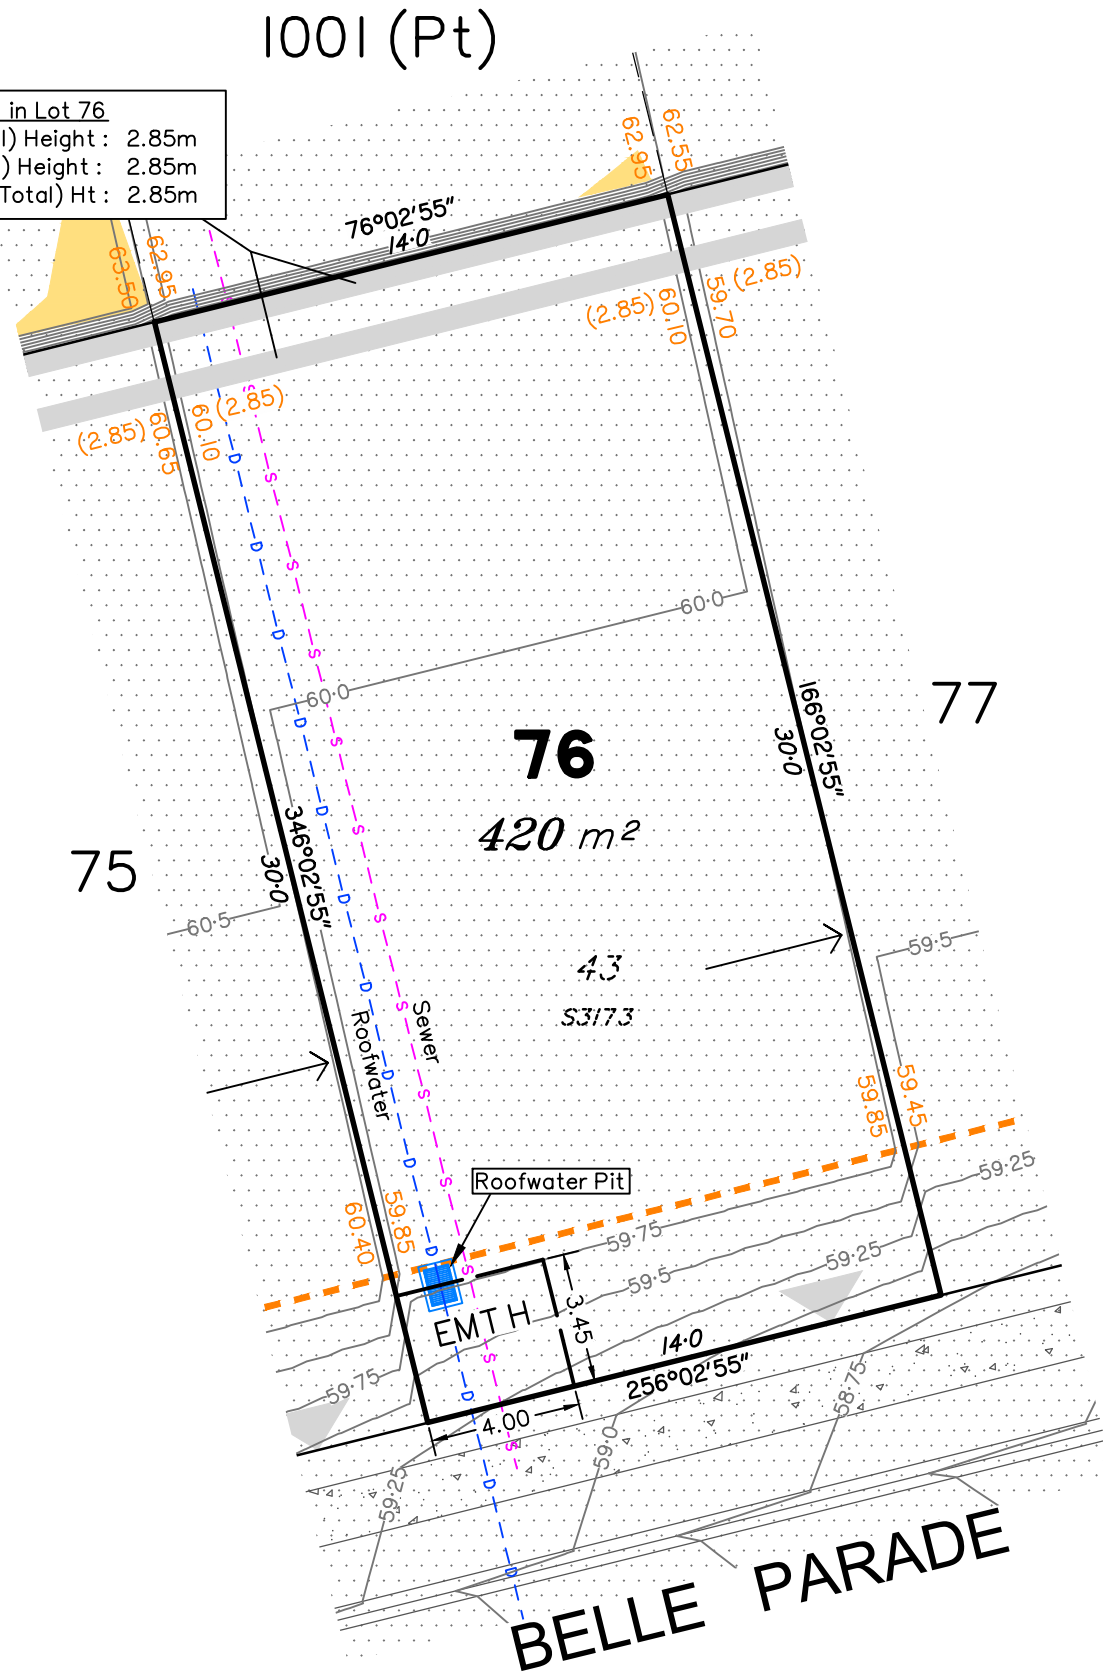 1001 (Pt)
in Lot 76
l) Height : 2.85m
) Height : 2.85m
(Total) Ht : 2.85m
62.95
62.55
76°02'55"
14·0
63.50
62.95
(2.85)
60.10
59.70
(2.85)
(2.85)
60.65
60.10
(2.85)
S
D
S
D
S
D
S
60·0
60·0
D
S
D
S
D
S
D
S
D
S
D
S
D
S
D
S
D
S
D
S
D
D
76
420 m²
77
166°02'55"
30·0
75
346°02'55"
30·0
60·5
59·5
43
S3173
Sewer
Roofwater
59.85
59.45
Roofwater Pit
59·25
60.40
59.85
59·75
59·25
59·5
EMT H
3.45
14·0
256°02'55"
59·75
4.00
58·75
59·0
59·25
BELLE PARADE